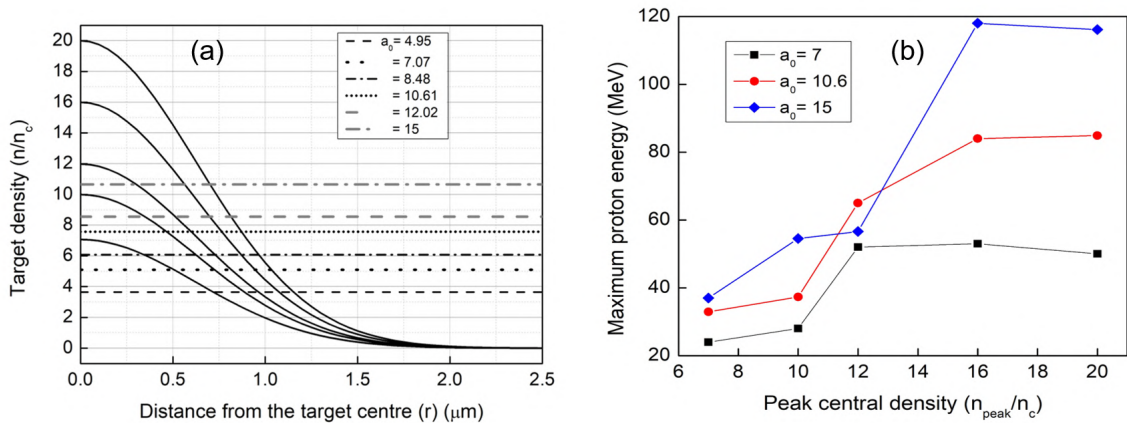 (a)
Target density (n/n_c)
20
18
16
14
12
10
8
6
4
2
0
a_0 = 4.95
= 7.07
= 8.48
= 10.61
= 12.02
= 15
0.0 0.5 1.0 1.5 2.0 2.5
Distance from the target centre (r) (μm)
(b)
Maximum proton energy (MeV)
120
100
80
60
40
20
a_0 = 7
a_0 = 10.6
a_0 = 15
6 8 10 12 14 16 18 20
Peak central density (n_peak/n_c)